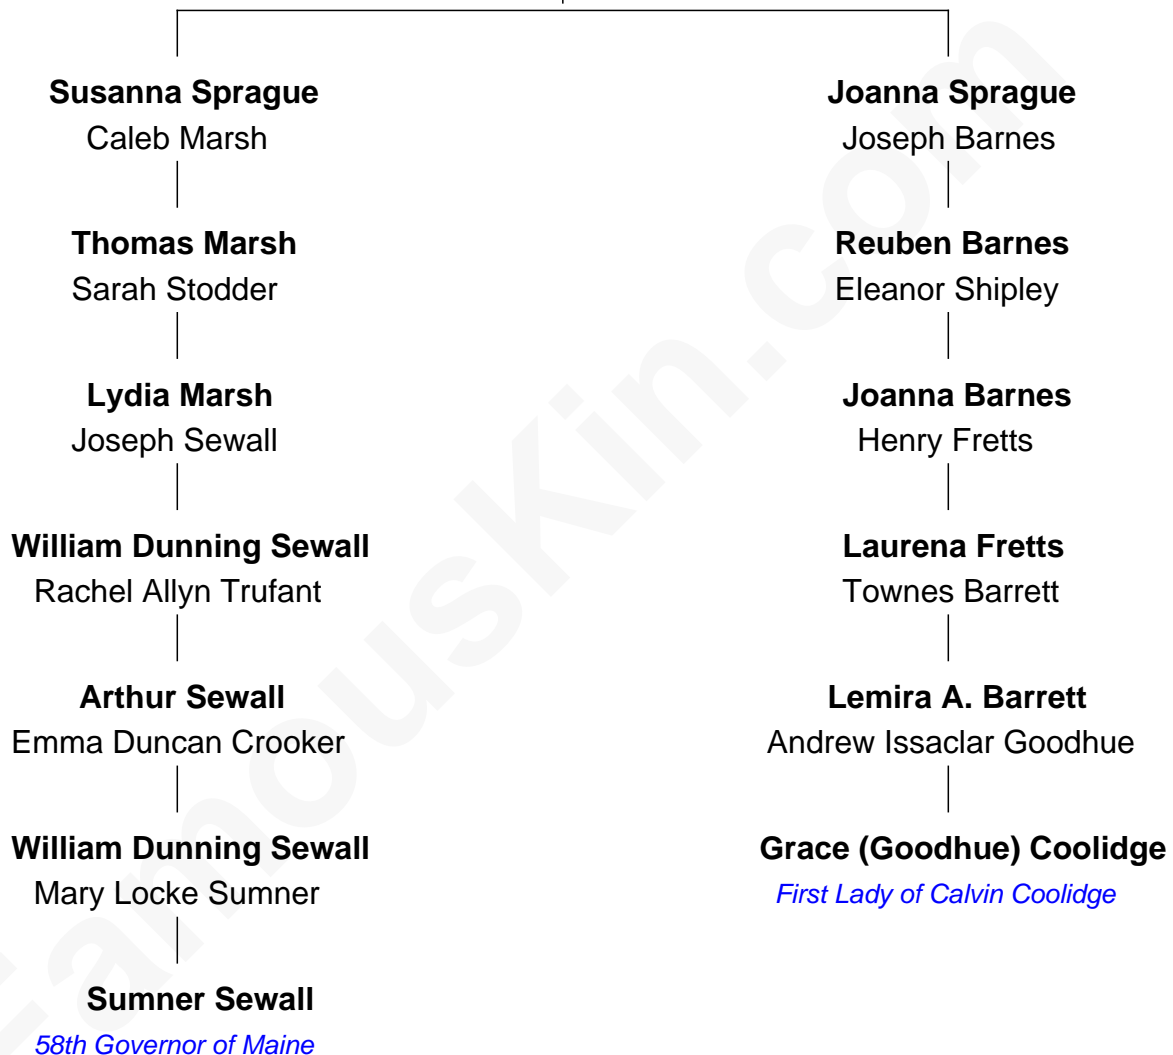 Susanna Sprague
Caleb Marsh
Thomas Marsh
Sarah Stodder
Lydia Marsh
Joseph Sewall
William Dunning Sewall
Rachel Allyn Trufant
Arthur Sewall
Emma Duncan Crooker
William Dunning Sewall
Mary Locke Sumner
Sumner Sewall
58th Governor of Maine
Joanna Sprague
Joseph Barnes
Reuben Barnes
Eleanor Shipley
Joanna Barnes
Henry Fretts
Laurena Fretts
Townes Barrett
Lemira A. Barrett
Andrew Issaclar Goodhue
Grace (Goodhue) Coolidge
First Lady of Calvin Coolidge
FamousKin.com